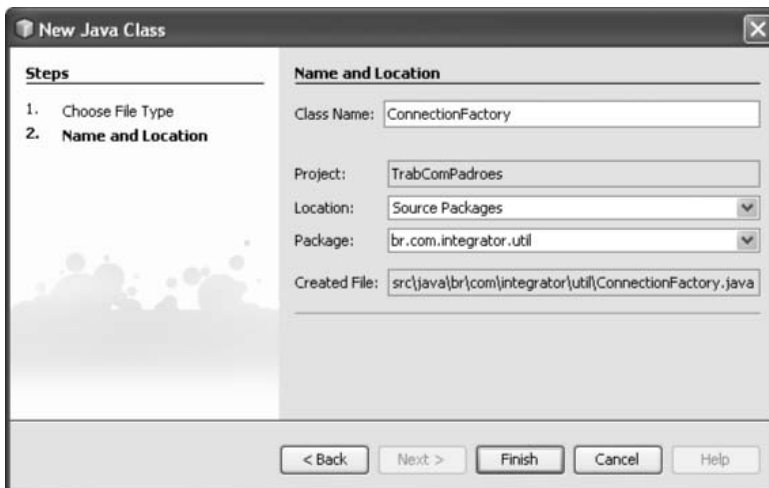 New Java Class
Steps
1. Choose File Type
2. Name and Location
Name and Location
Class Name: ConnectionFactory
Project: TrabComPadroes
Location: Source Packages
Package: br.com.integrator.util
Created File: src\java\br\com\integrator\util\ConnectionFactory.java
< Back
Next >
Finish
Cancel
Help